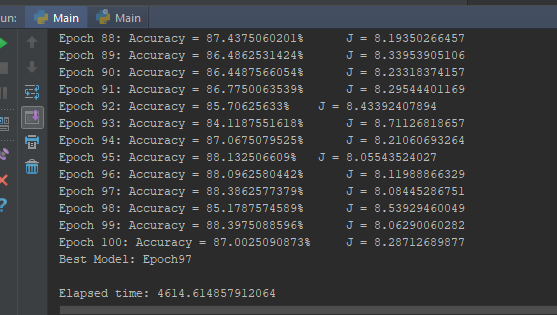 un: Main Main
Epoch 88: Accuracy = 87.4375060201% J = 8.19350266457
Epoch 89: Accuracy = 86.4862531424% J = 8.33953905106
Epoch 90: Accuracy = 86.4487566054% J = 8.23318374157
Epoch 91: Accuracy = 86.7750063539% J = 8.29544401169
Epoch 92: Accuracy = 85.70625633% J = 8.43392407894
Epoch 93: Accuracy = 84.1187551618% J = 8.71126818657
Epoch 94: Accuracy = 87.0675079525% J = 8.21060693264
Epoch 95: Accuracy = 88.132506609% J = 8.05543524027
Epoch 96: Accuracy = 88.0962580442% J = 8.11988866329
Epoch 97: Accuracy = 88.3862577379% J = 8.08445286751
Epoch 98: Accuracy = 85.1787574589% J = 8.53929460049
Epoch 99: Accuracy = 88.3975088596% J = 8.06290060282
Epoch 100: Accuracy = 87.0025090873% J = 8.28712689877
Best Model: Epoch97
Elapsed time: 4614.614857912064